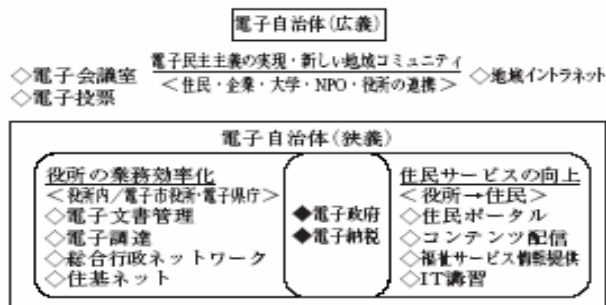 電子自治体(広義)
電子民主主義の実現・新しい地域コミュニティ
<住民・企業・大学・NPO・役所の連携>
◇電子会議室
◇電子投票
◇地域イントラネット
電子自治体(狭義)
役所の業務効率化
<役所内/電子市役所・電子県庁>
◇電子文書管理
◇電子調達
◇総合行政ネットワーク
◇住基ネット
◆電子政府
◆電子納税
住民サービスの向上
<役所→住民>
◇住民ポータル
◇コンテンツ配信
◇福祉サービス情報提供
◇IT講習